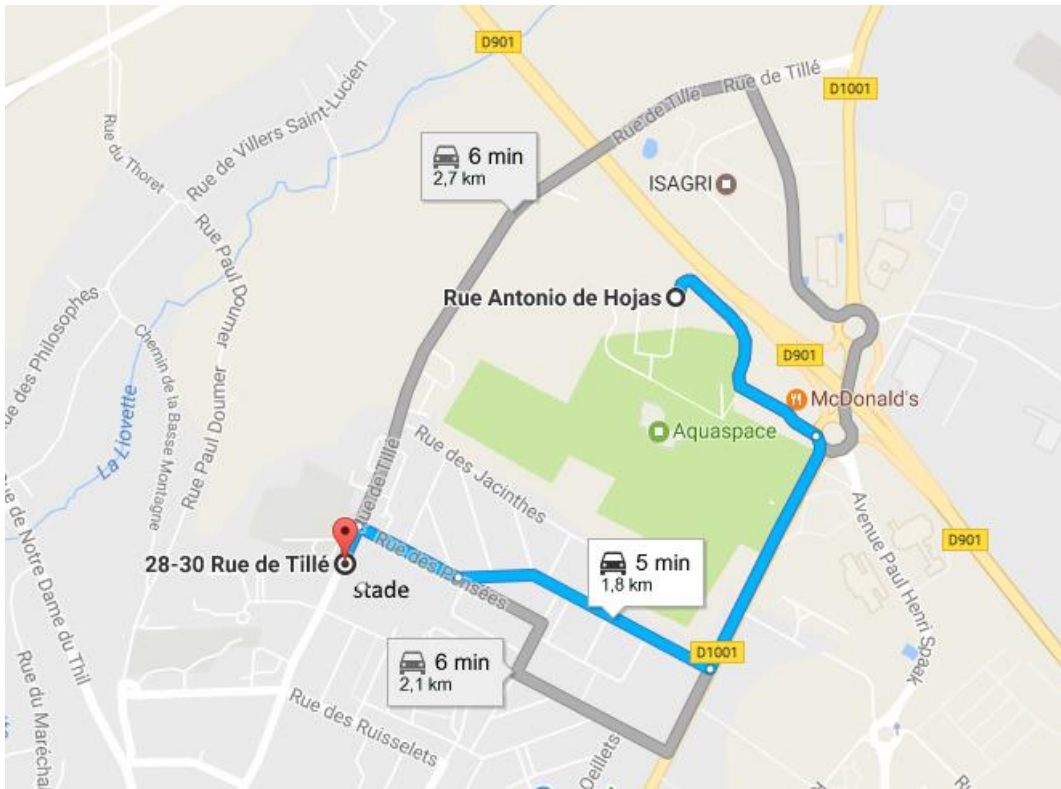 D901
Rue de Tillé
Rue de Tillé
D1001
Rue de Villers Saint-Lucien
Rue du Thoret
6 min
2,7 km
ISAGRI
Rue Paul Doumer
Rue Antonio de Hojas
Rue des Philosophes
Chemin de la Basse Montagne
Rue Paul Doumer
D901
McDonald's
La Liovette
Aquaspace
Rue de Tillé
Rue des Jacinthes
Avenue Paul Henri Spaak
D901
28-30 Rue de Tillé
Rue des Pensées
stade
5 min
1,8 km
ue de Notre Dame du Thil
D1001
6 min
2,1 km
Rue du Marécha
Rue des Ruisselets
Oeillets